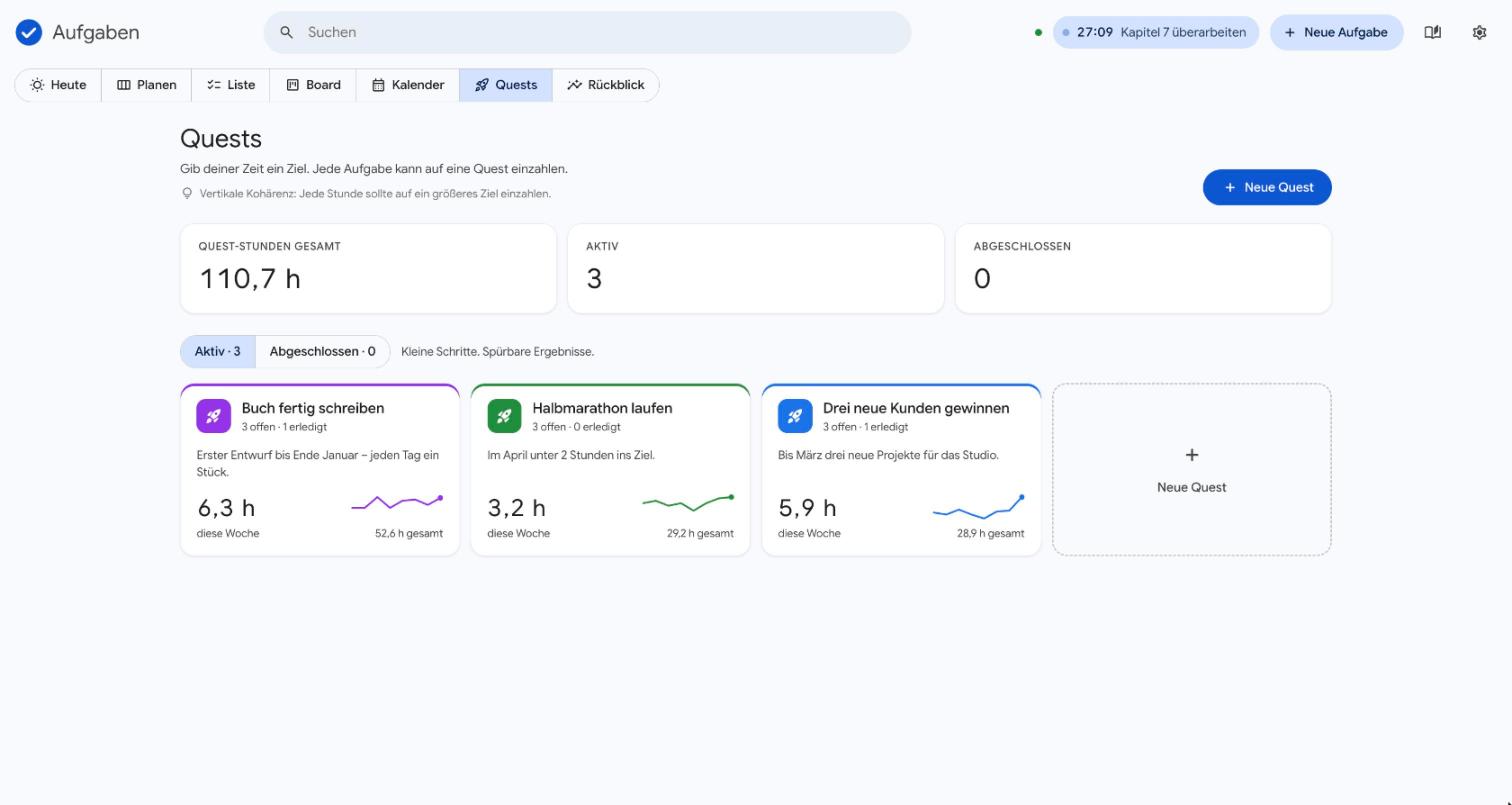 Aufgaben
Suchen
27:09 Kapitel 7 überarbeiten
+ Neue Aufgabe
Heute
Planen
Liste
Board
Kalender
Quests
Rückblick
Quests
Gib deiner Zeit ein Ziel. Jede Aufgabe kann auf eine Quest einzahlen.
Vertikale Kohärenz: Jede Stunde sollte auf ein größeres Ziel einzahlen.
+ Neue Quest
QUEST-STUNDEN GESAMT
110,7 h
AKTIV
3
ABGESCHLOSSEN
0
Aktiv · 3
Abgeschlossen · 0
Kleine Schritte. Spürbare Ergebnisse.
Buch fertig schreiben
3 offen · 1 erledigt
Erster Entwurf bis Ende Januar – jeden Tag ein
Stück.
6,3 h
diese Woche
52,6 h gesamt
Halbmarathon laufen
3 offen · 0 erledigt
Im April unter 2 Stunden ins Ziel.
3,2 h
diese Woche
29,2 h gesamt
Drei neue Kunden gewinnen
3 offen · 1 erledigt
Bis März drei neue Projekte für das Studio.
5,9 h
diese Woche
28,9 h gesamt
+
Neue Quest